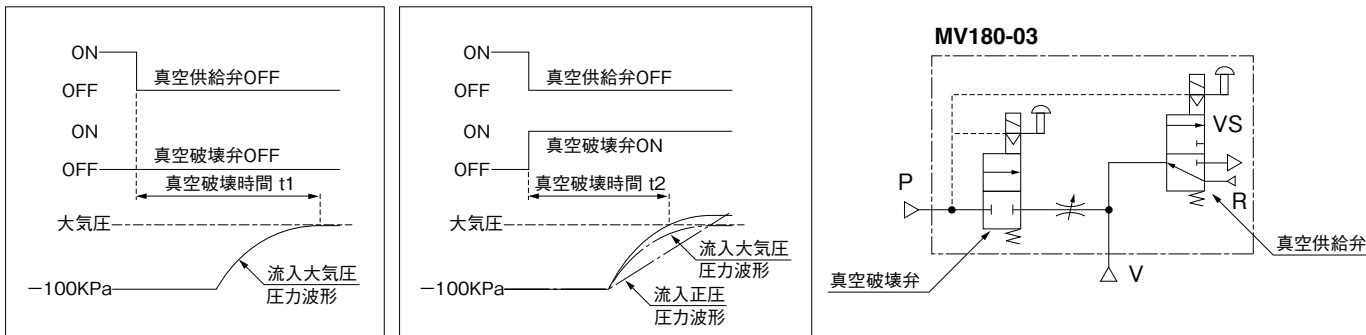 ON
真空供給弁OFF
OFF
ON
真空破壊弁OFF
OFF
真空破壊時間 t1
大気圧
流入大気圧
圧力波形
−100KPa
ON
真空供給弁OFF
OFF
ON
真空破壊弁ON
OFF
真空破壊時間 t2
大気圧
流入大気圧
圧力波形
−100KPa
流入正圧
圧力波形
MV180-03
VS
P
R
真空供給弁
真空破壊弁
V